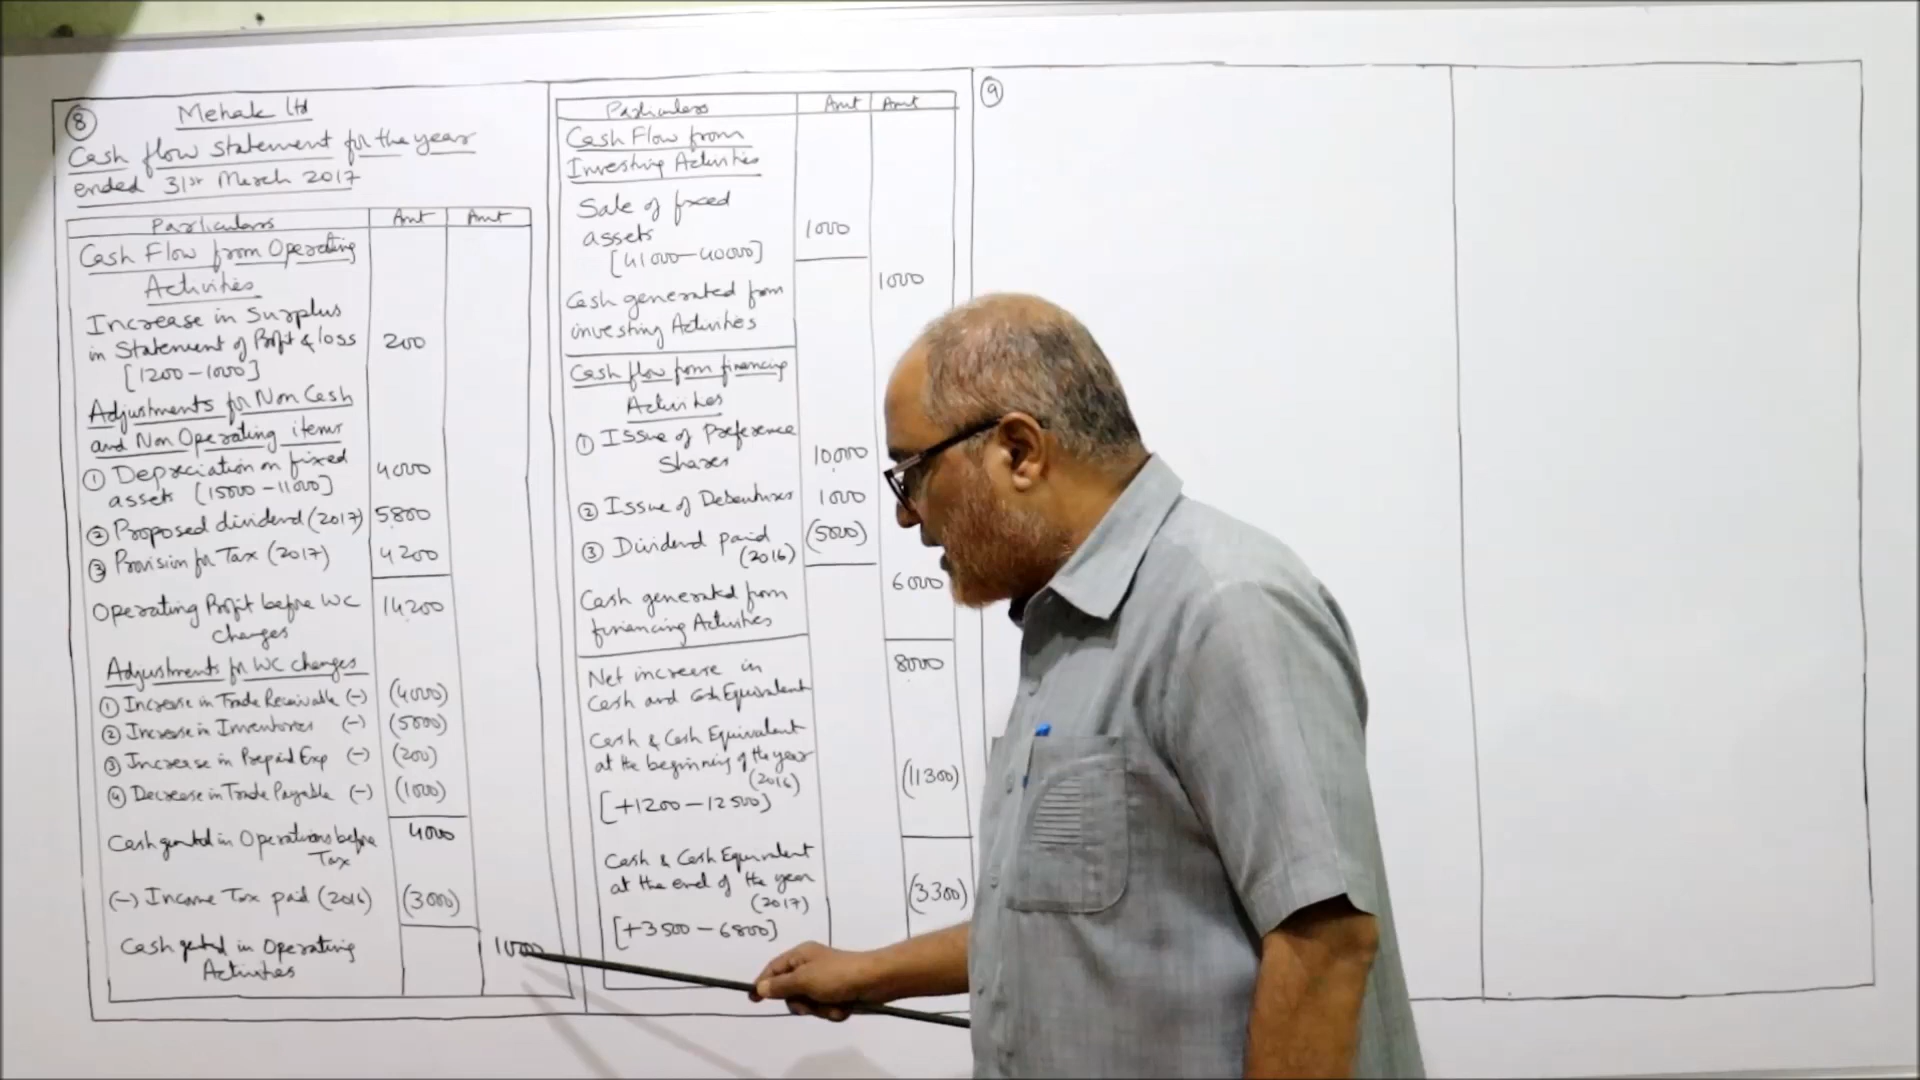 8
Mehak Ltd
Cash flow statement for the year
ended 31st March 2017
Particulars Amt Amt
Cash Flow from Operating
Activities
Increase in Surplus
in Statement of Profit & loss 200
[1200-1000]
Adjustments for Non Cash
and Non Operating items
① Depreciation on fixed 4000
assets [15000-11000]
② Proposed dividend (2017) 5800
③ Provision for Tax (2017) 4200
Operating Profit before WC 14,200
changes
Adjustments for WC changes
① Increase in Trade Receivable (-) (4000)
② Increase in Inventories (-) (5000)
③ Increase in Prepaid Exp (-) (200)
④ Decrease in Trade Payable (-) (1000)
Cash in Operations before 4000
Tax
(-) Income Tax paid (2016) (3000)
Cash in Operating 1000
Activities
Particulars Amt Amt
Cash Flow from
Investing Activities
Sale of fixed
assets 1000
[41000-40000]
Cash generated from 1000
investing Activities
Cash flow from financing
Activities
① Issue of Preference
Shares 10,000
② Issue of Debentures 1000
③ Dividend paid (5000)
(2016)
Cash generated from 6000
financing Activities
Net increase in 8000
Cash and Cash Equivalent
Cash & Cash Equivalent
at the beginning of the year (11300)
(2016)
[+1200-12500]
Cash & Cash Equivalent
at the end of the year (3300)
(2017)
[+3500-6800]
9